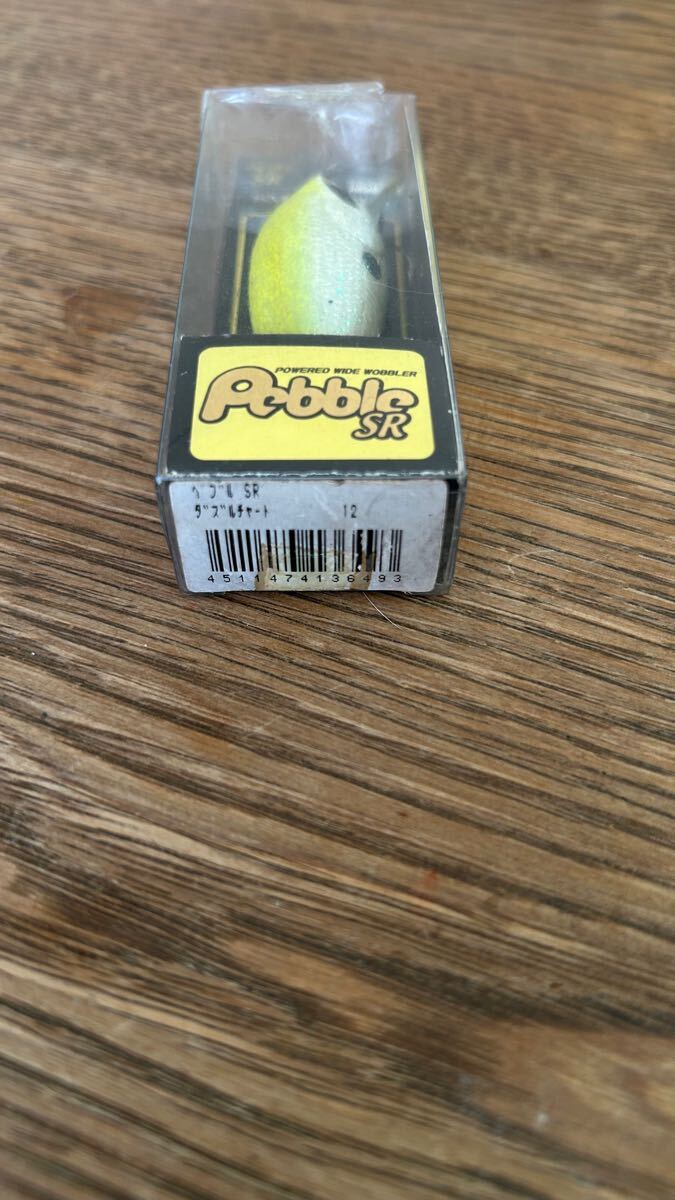 POWERED WIDE WOBBLER
Pebble
SR
ﾍﾟﾌﾞﾙ SR
ﾀﾞｽﾞﾙﾁｬｰﾄ 12
4511474136493